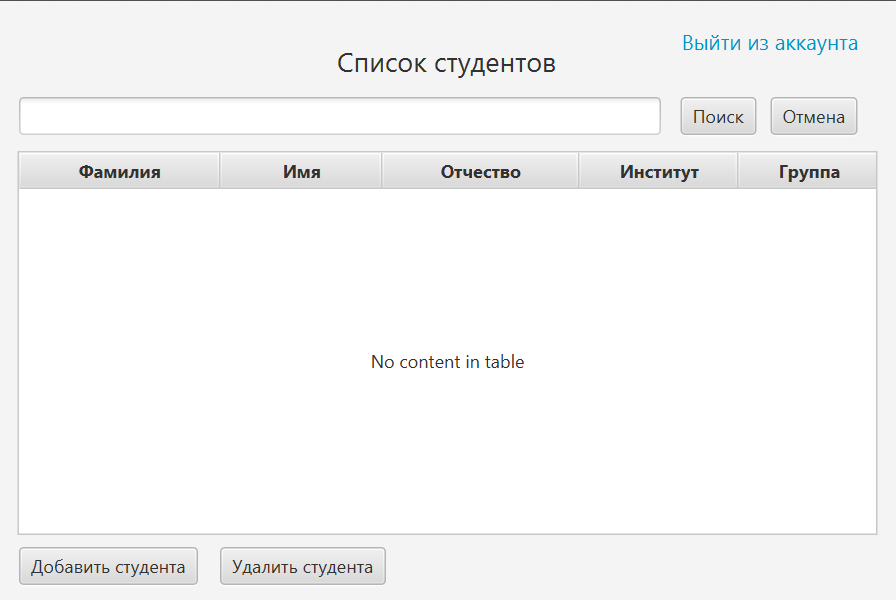 Выйти из аккаунта
Список студентов
Поиск Отмена
Фамилия Имя Отчество Институт Группа
No content in table
Добавить студента Удалить студента